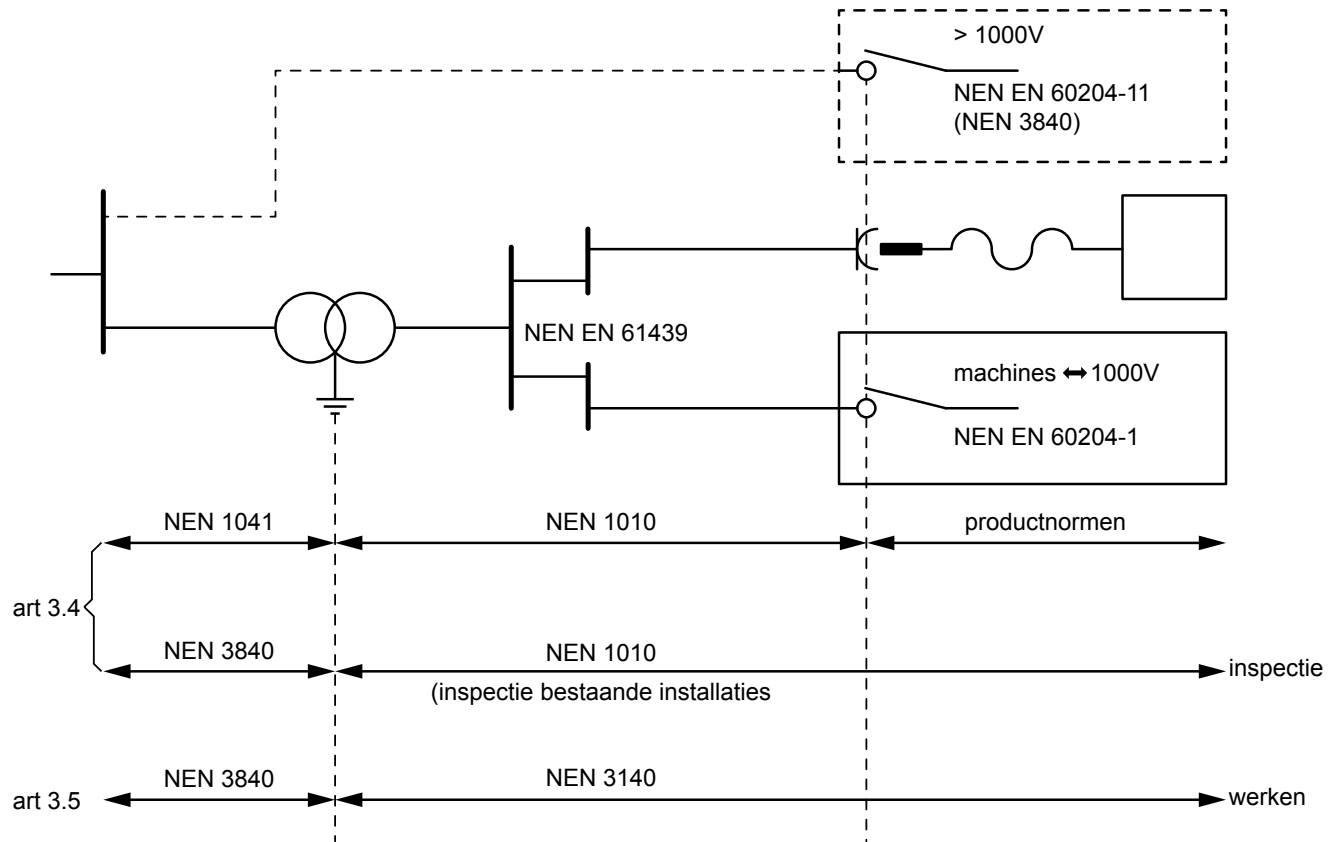 > 1000V
NEN EN 60204-11
(NEN 3840)
NEN EN 61439
machines ↔ 1000V
NEN EN 60204-1
NEN 1041
NEN 1010
productnormen
art 3.4
NEN 3840
NEN 1010
inspectie
(inspectie bestaande installaties
art 3.5
NEN 3840
NEN 3140
werken